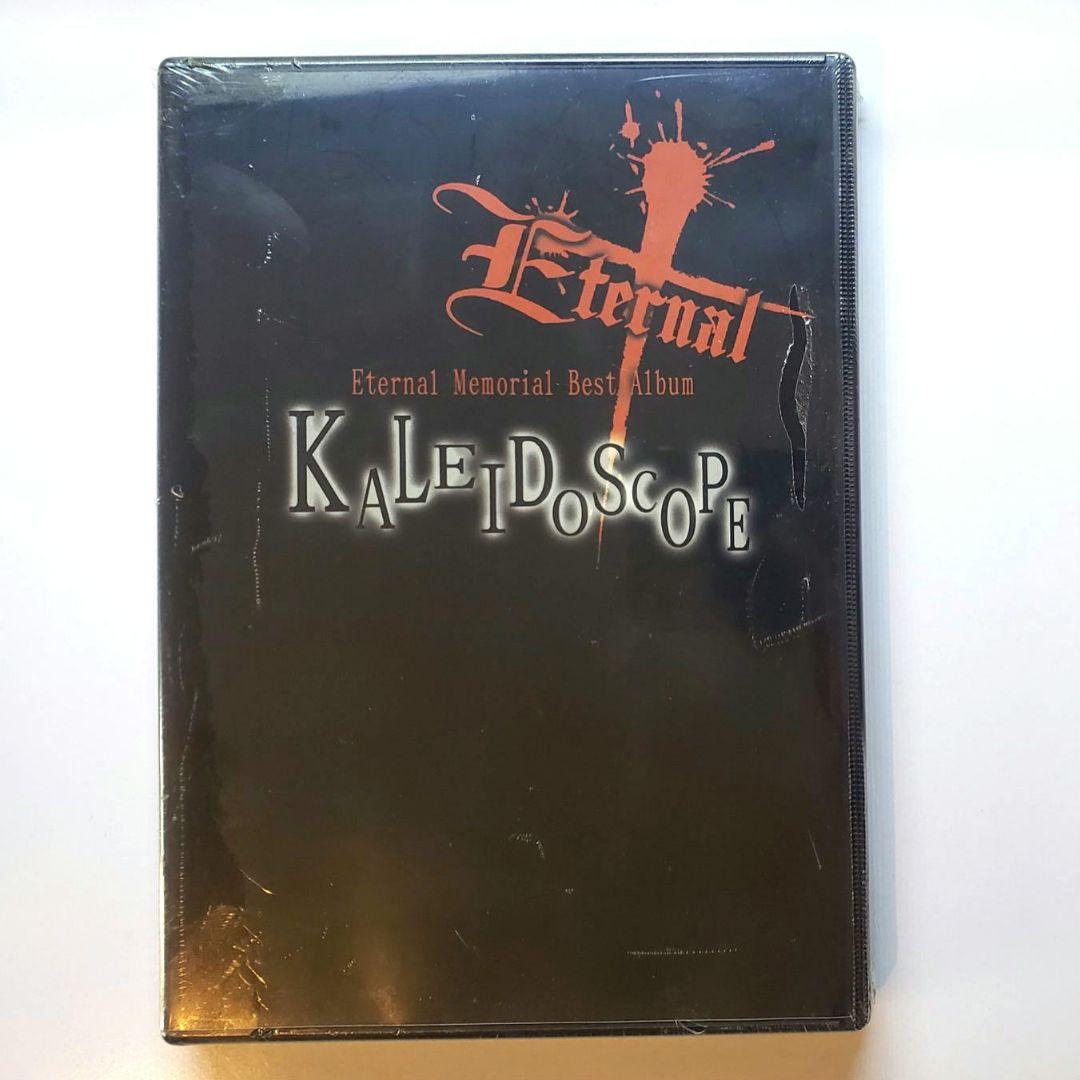 Eternal
Eternal Memorial Best Album
KALEIDOSCOPE